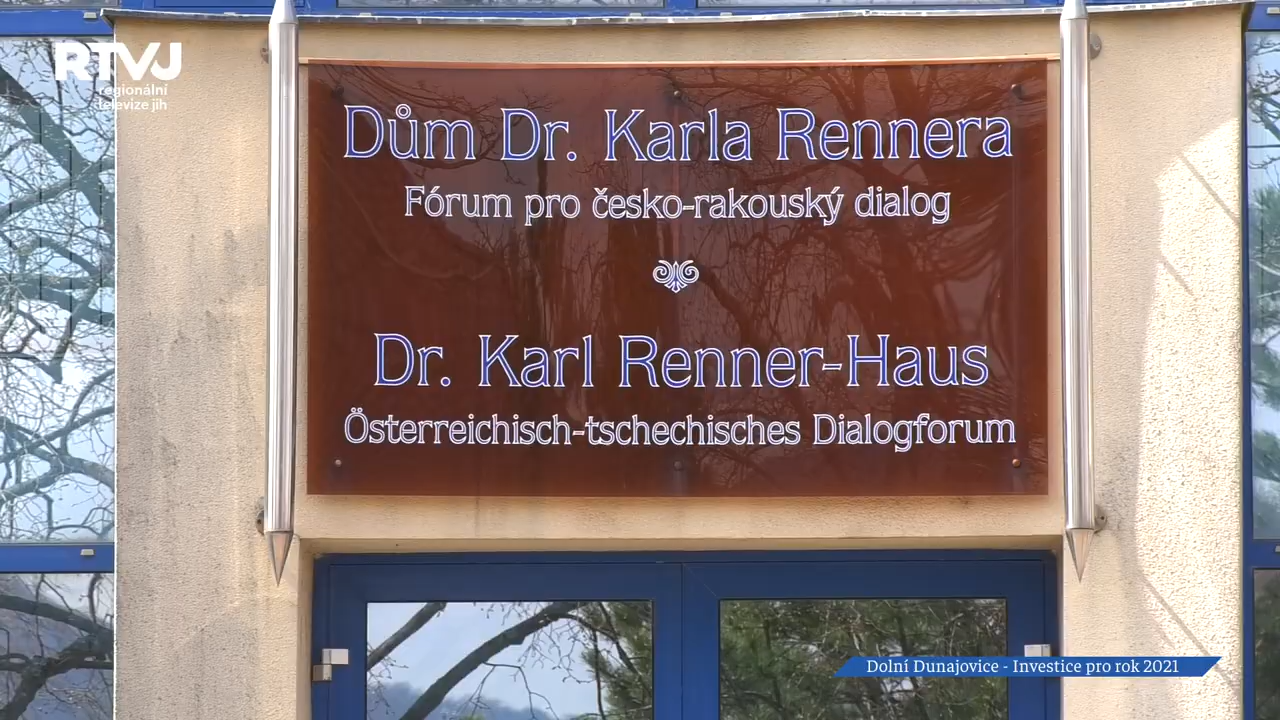 RTVJ
regionální
televize jih
Dům Dr. Karla Rennera
Fórum pro česko-rakouský dialog
Dr. Karl Renner-Haus
Österreichisch-tschechisches Dialogforum
Dolní Dunajovice - Investice pro rok 2021